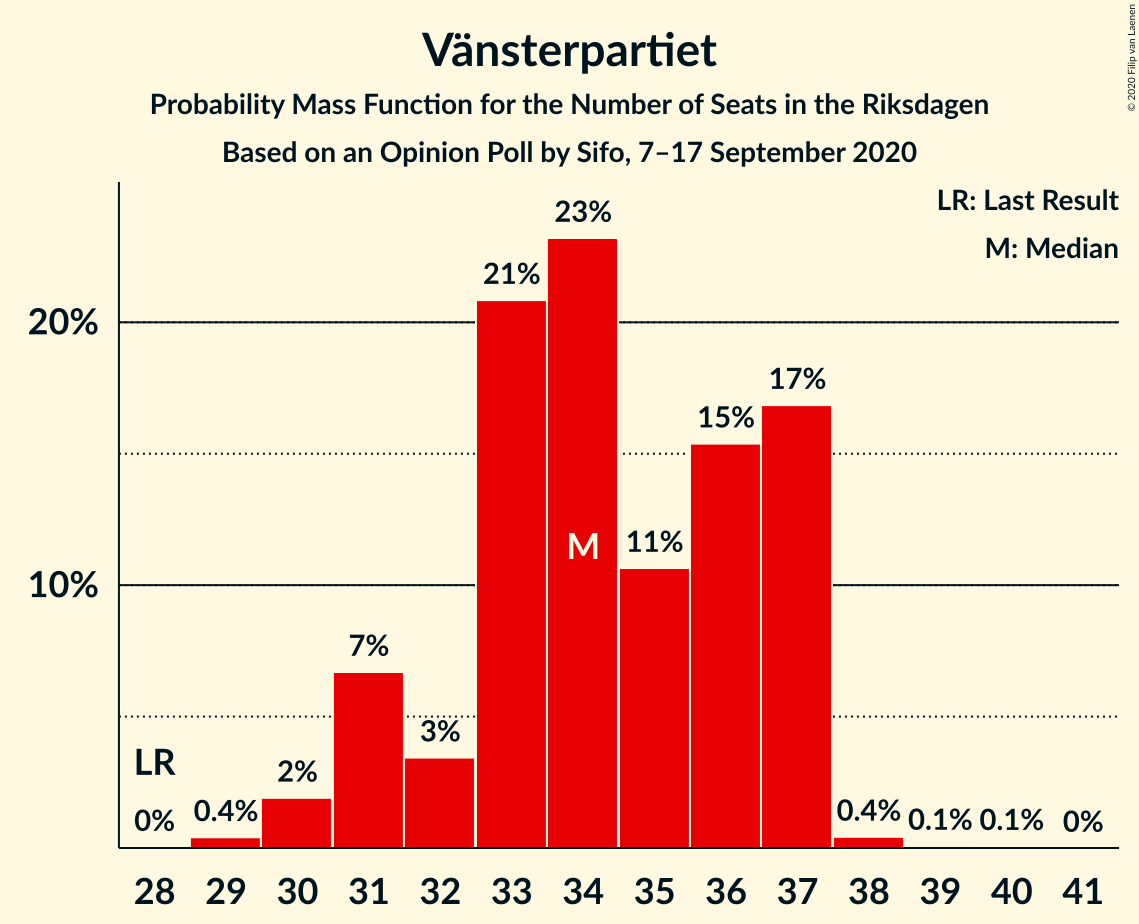 Vänsterpartiet
Probability Mass Function for the Number of Seats in the Riksdagen
Based on an Opinion Poll by Sifo, 7–17 September 2020
© 2020 Filip van Laenen
LR: Last Result
M: Median
20%
10%
LR
0%
0.4%
2%
7%
3%
21%
23%
M
11%
15%
17%
0.4%
0.1%
0.1%
0%
28 29 30 31 32 33 34 35 36 37 38 39 40 41